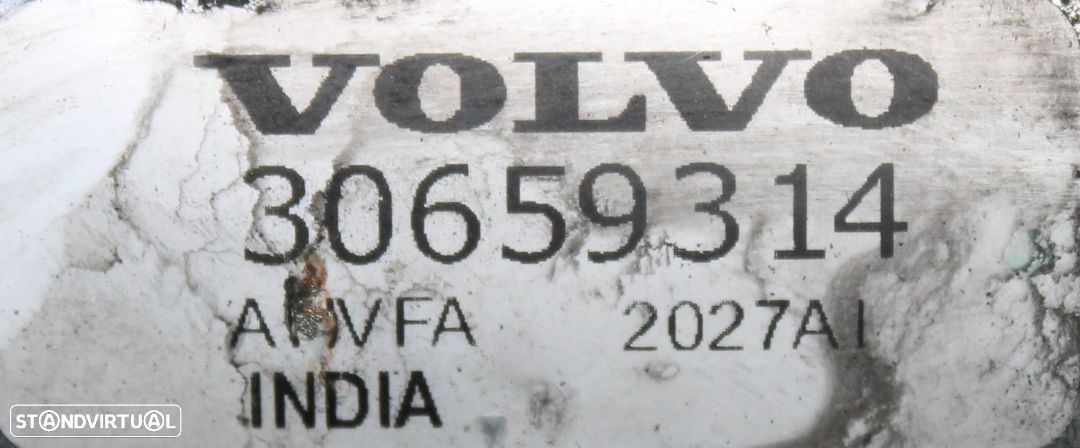 VOLVO
30659314
2027AI
INDIA
STANDVIRTUAL